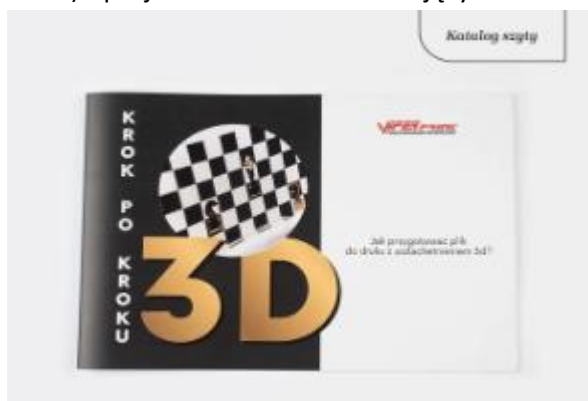 Katalog szyty
KROK PO KROKU
3D
Jak przygotować plik
do druku z uszlachetnieniem 3d?